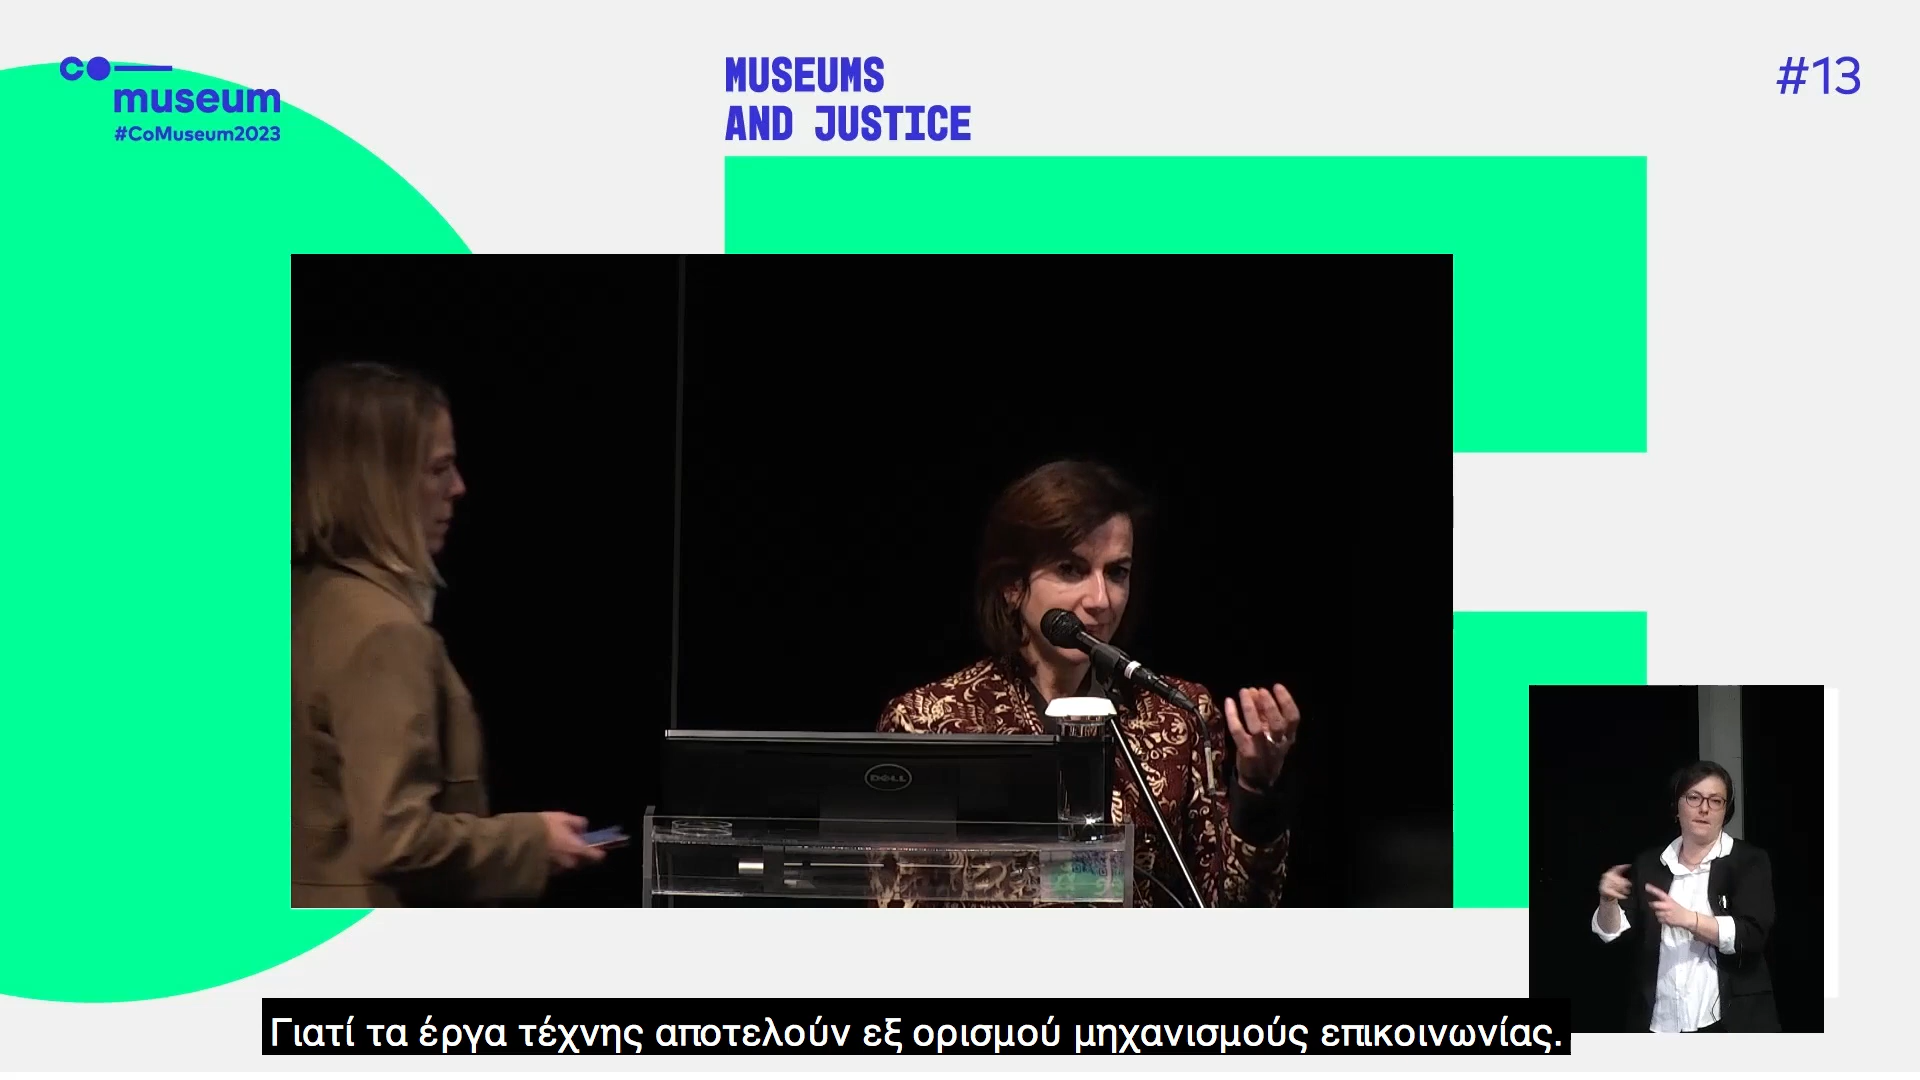 co
museum
#CoMuseum2023
MUSEUMS
AND JUSTICE
#13
DELL
Γιατί τα έργα τέχνης αποτελούν εξ ορισμού μηχανισμούς επικοινωνίας.